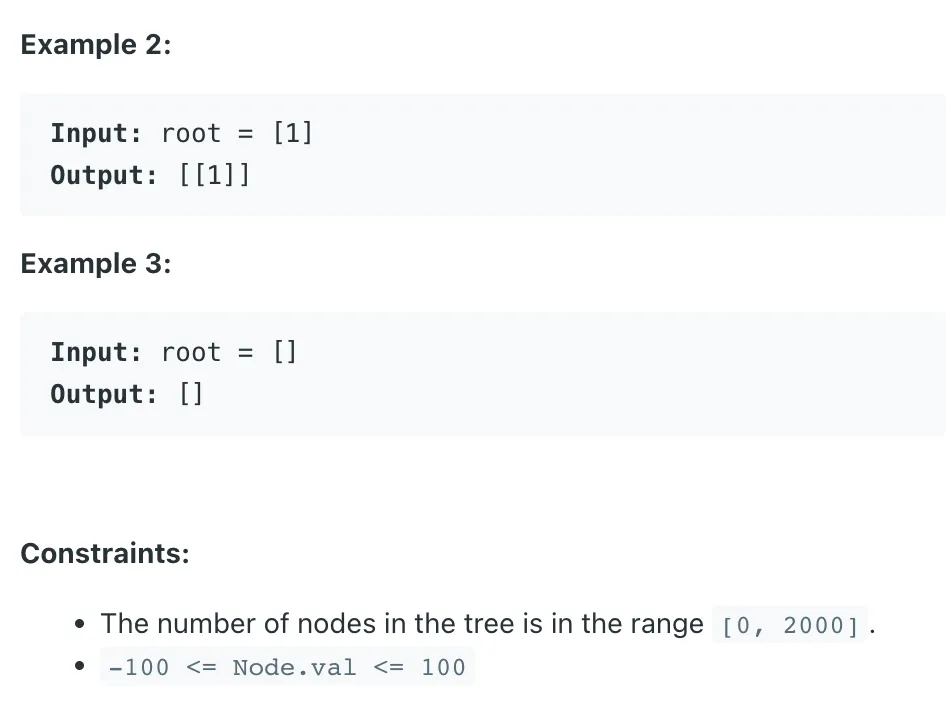 Example 2:
Input: root = [1]
Output: [[1]]
Example 3:
Input: root = []
Output: []
Constraints:
• The number of nodes in the tree is in the range [0, 2000].
• -100 <= Node.val <= 100